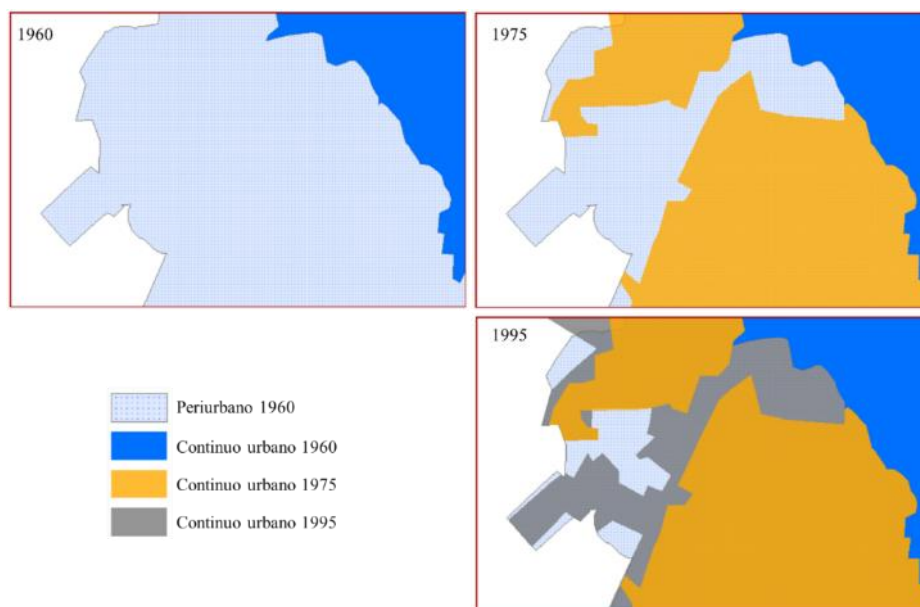 1960
1975
1995
Periurbano 1960
Continuo urbano 1960
Continuo urbano 1975
Continuo urbano 1995